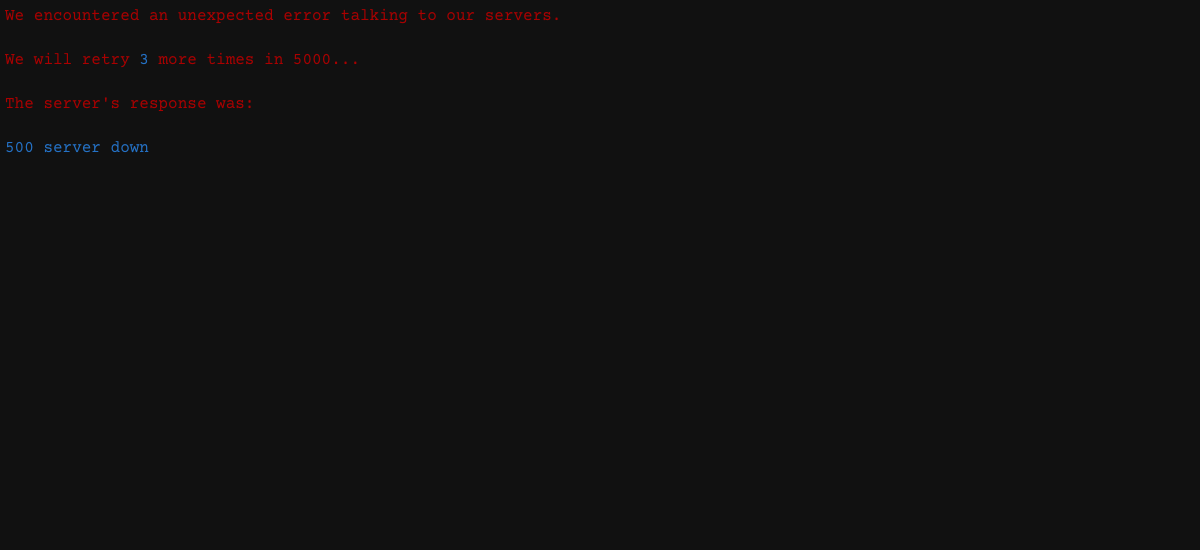 We encountered an unexpected error talking to our servers.
We will retry 3 more times in 5000...
The server's response was:
500 server down